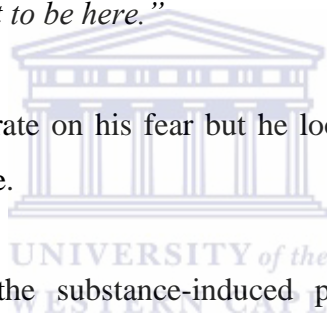 t to be here.”
rate on his fear but he loo
e.
UNIVERSITY of the
the substance-induced p
WESTERN CAPE